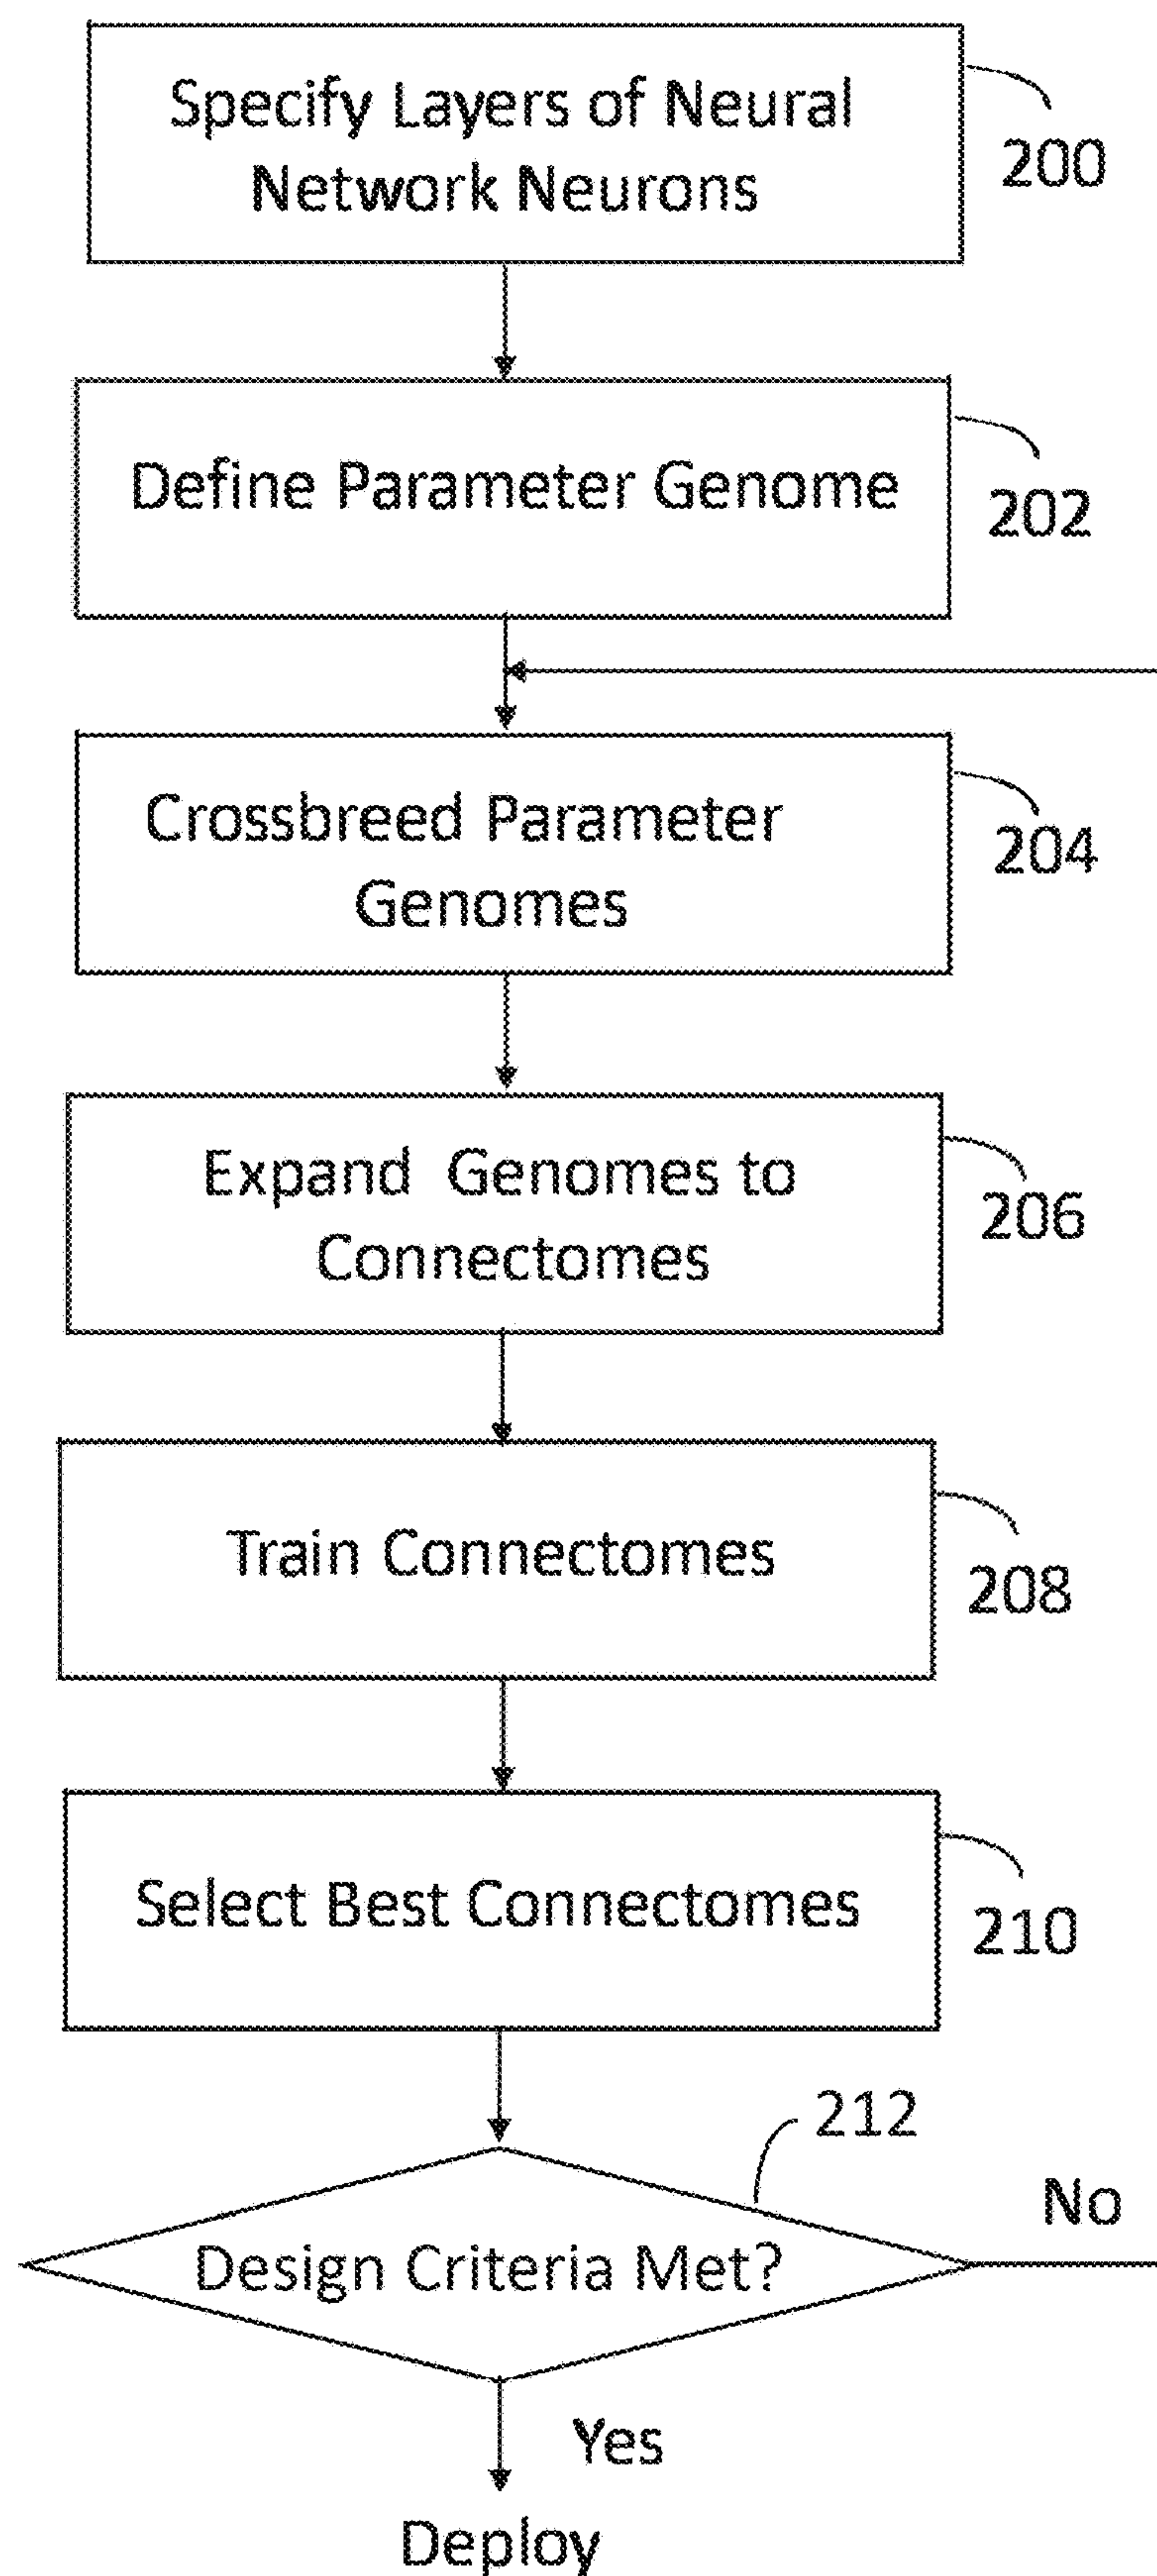 Specify Layers of Neural
Network Neurons
200
Define Parameter Genome
202
Crossbreed Parameter
Genomes
204
Expand Genomes to
Connectomes
206
Train Connectomes
208
Select Best Connectomes
210
212
No
Design Criteria Met?
Yes
Deploy